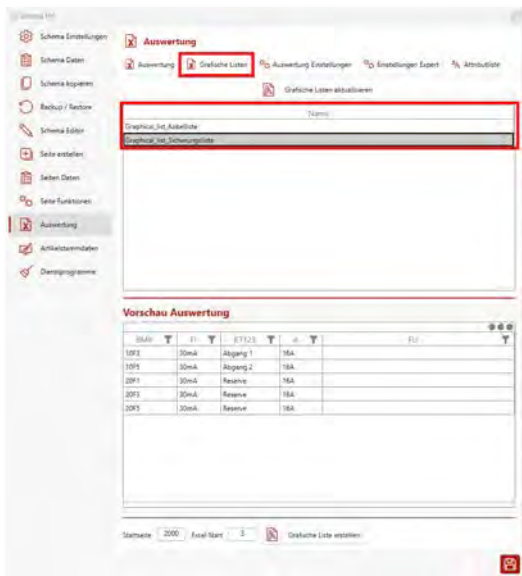 Schema Einstellungen
Schema Daten
Schema kopieren
Backup / Restore
Schema Editor
Seite erstellen
Seiten Daten
Seite Funktionen
Auswertung
Artikelstammdaten
Dienstprogramme
Auswertung
Auswertung Grafische Listen Auswertung Einstellungen Einstellungen Expert Attributliste
Grafische Listen aktualisieren
Name
Graphical_list_Kabelliste
Graphical_list_Sicherungsliste
Vorschau Auswertung
BMK FI KT123 A FU
10F3 30mA Abgang 1 16A
10F5 30mA Abgang 2 16A
20F1 30mA Reserve 16A
20F3 30mA Reserve 16A
20F5 30mA Reserve 16A
Startseite 2000 Excel Start 3 Grafische Liste erstellen